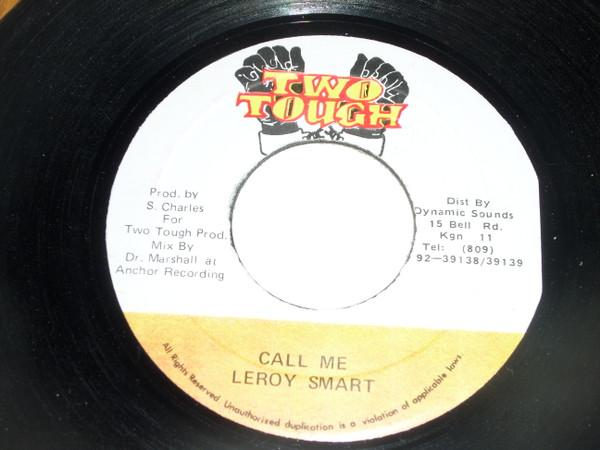 TWO
TOUGH
Prod. by
S. Charles
For
Two Tough Prod.
Mix By
Dr. Marshall at
Anchor Recording
Dist By
Dynamic Sounds
15 Bell Rd.
Kgn 11
Tel: (809)
92-39138/39139
CALL ME
LEROY SMART
All Rights Reserved Unauthorized duplication is a violation of applicable laws.